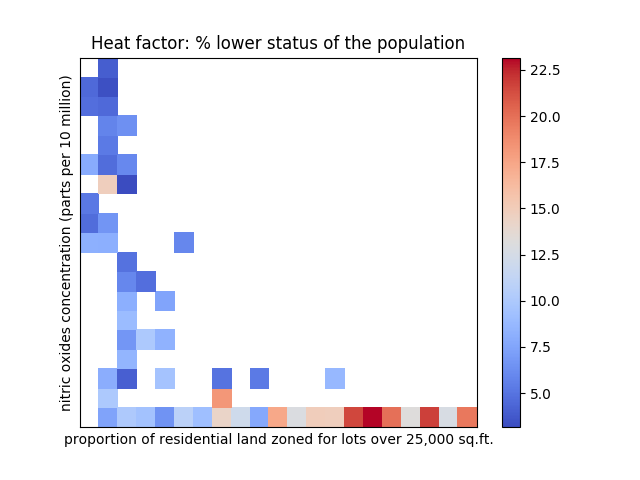 Heat factor: % lower status of the population
nitric oxides concentration (parts per 10 million)
proportion of residential land zoned for lots over 25,000 sq.ft.
22.5
20.0
17.5
15.0
12.5
10.0
7.5
5.0